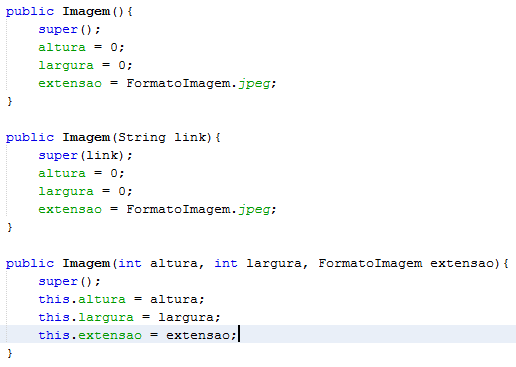 public Imagem(){
    super();
    altura = 0;
    largura = 0;
    extensao = FormatoImagem.jpeg;
}

public Imagem(String link){
    super(link);
    altura = 0;
    largura = 0;
    extensao = FormatoImagem.jpeg;
}

public Imagem(int altura, int largura, FormatoImagem extensao){
    super();
    this.altura = altura;
    this.largura = largura;
    this.extensao = extensao;
}